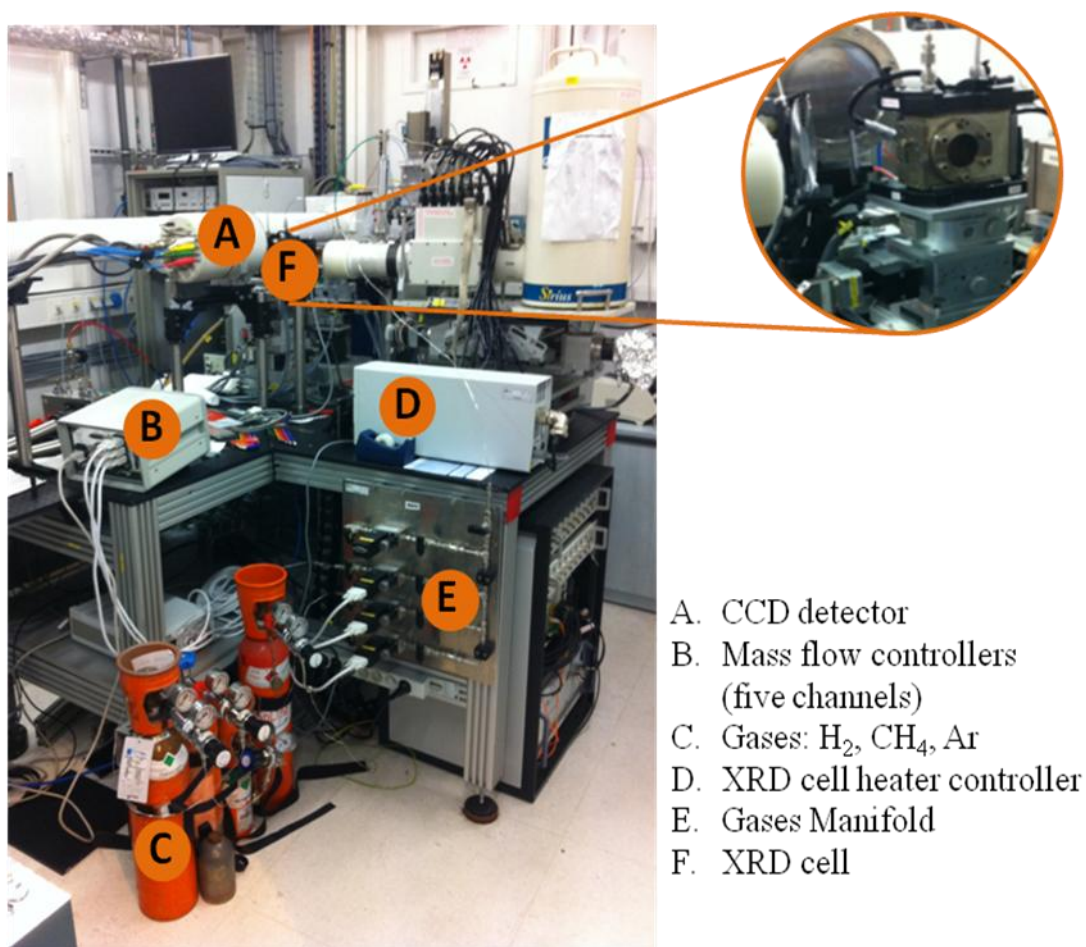 A
F
Sirius
D
B
E
C
A. CCD detector
B. Mass flow controllers
(five channels)
C. Gases: H₂, CH₄, Ar
D. XRD cell heater controller
E. Gases Manifold
F. XRD cell